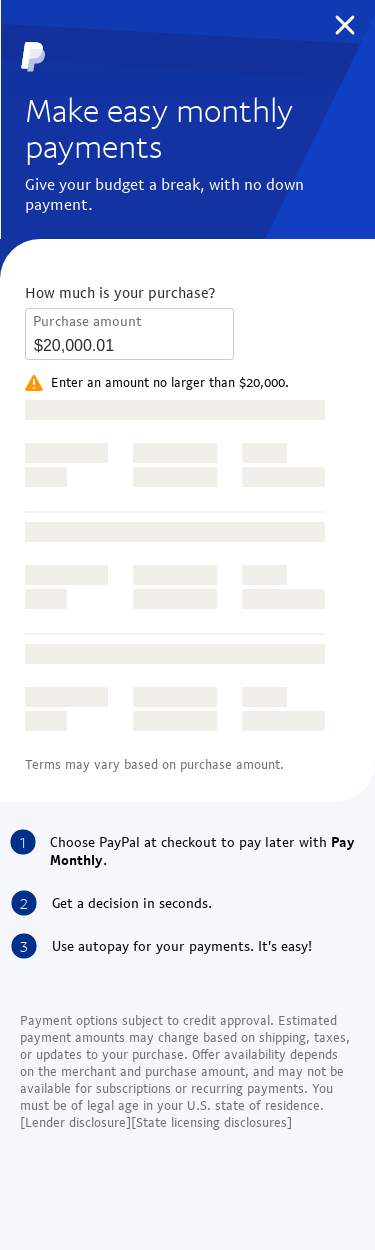 Make easy monthly
payments
Give your budget a break, with no down
payment.
How much is your purchase?
Purchase amount
$20,000.01
Enter an amount no larger than $20,000.
Terms may vary based on purchase amount.
1 Choose PayPal at checkout to pay later with Pay
Monthly.
2 Get a decision in seconds.
3 Use autopay for your payments. It's easy!
Payment options subject to credit approval. Estimated
payment amounts may change based on shipping, taxes,
or updates to your purchase. Offer availability depends
on the merchant and purchase amount, and may not be
available for subscriptions or recurring payments. You
must be of legal age in your U.S. state of residence.
[Lender disclosure][State licensing disclosures]